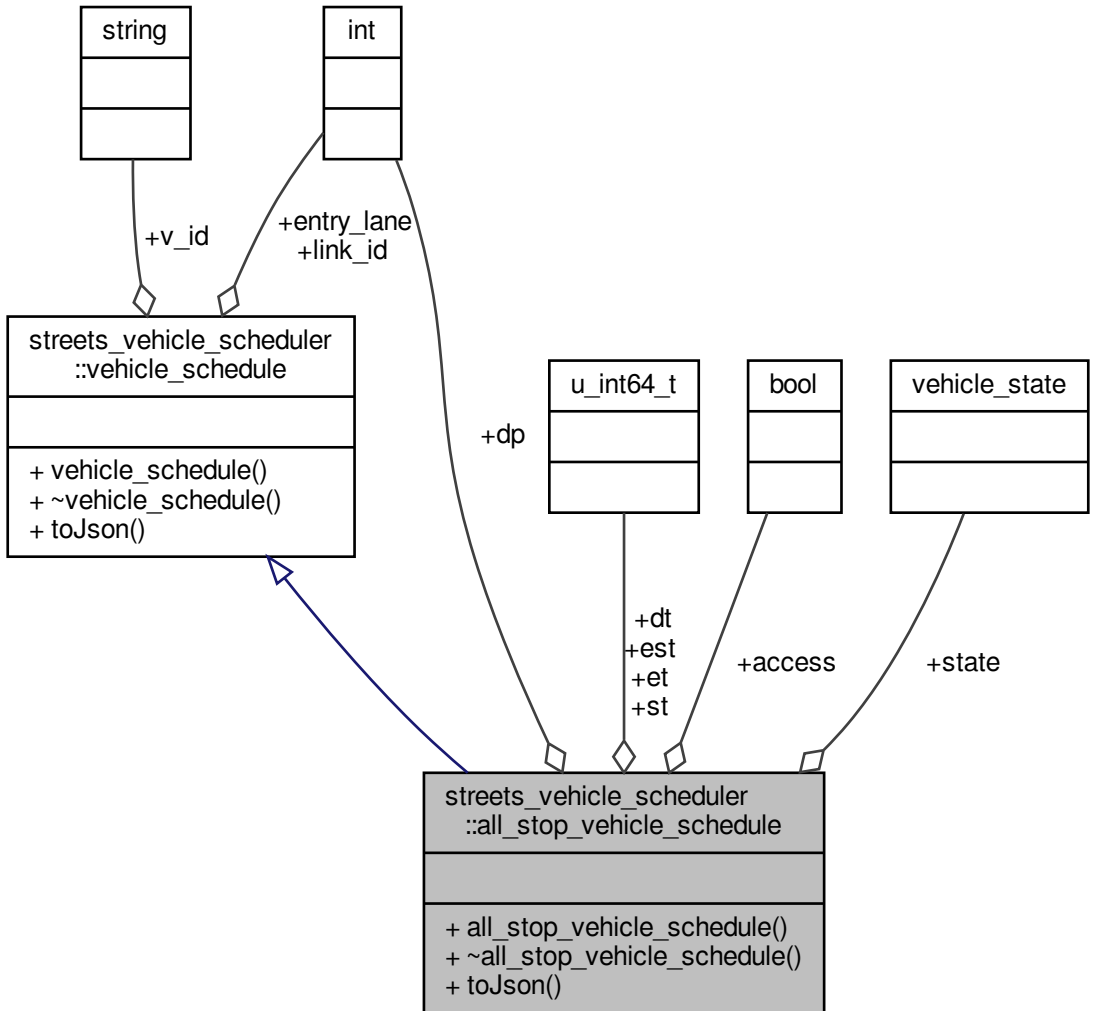 string
int
+v_id
+entry_lane
+link_id
streets_vehicle_scheduler
::vehicle_schedule
+ vehicle_schedule()
+ ~vehicle_schedule()
+ toJson()
+dp
u_int64_t
bool
vehicle_state
+dt
+est
+et
+st
+access
+state
streets_vehicle_scheduler
::all_stop_vehicle_schedule
+ all_stop_vehicle_schedule()
+ ~all_stop_vehicle_schedule()
+ toJson()